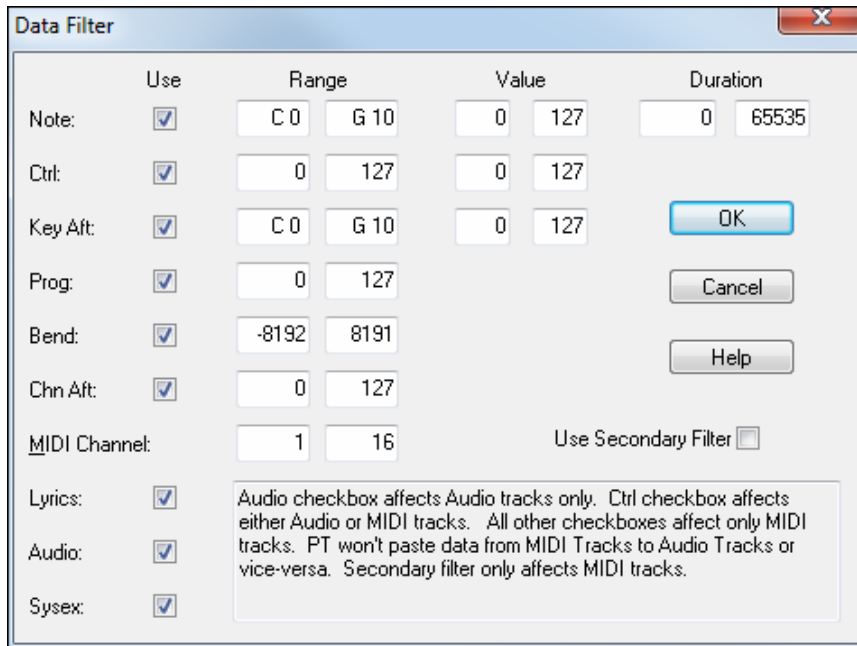 Data Filter
Use Range Value Duration
Note: C 0 G 10 0 127 0 65535
Ctrl: 0 127 0 127
Key Aft: C 0 G 10 0 127 OK
Prog: 0 127 Cancel
Bend: -8192 8191 Help
Chn Aft: 0 127
MIDI Channel: 1 16 Use Secondary Filter
Lyrics:
Audio checkbox affects Audio tracks only. Ctrl checkbox affects
either Audio or MIDI tracks. All other checkboxes affect only MIDI
tracks. PT won't paste data from MIDI Tracks to Audio Tracks or
vice-versa. Secondary filter only affects MIDI tracks.
Audio:
Sysex: